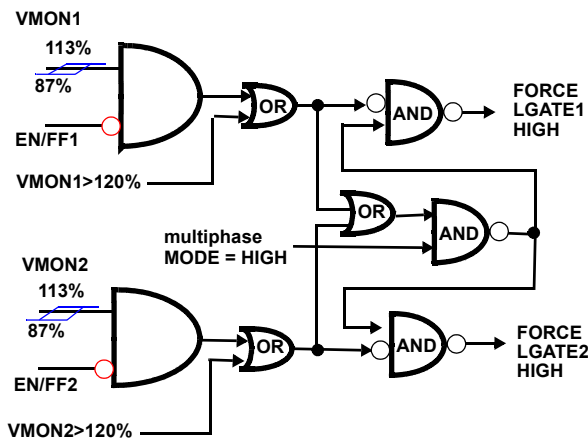 VMON1
113%
87%
EN/FF1
VMON1>120%
OR
AND
FORCE
LGATE1
HIGH
OR
AND
multiphase
MODE = HIGH
VMON2
113%
87%
EN/FF2
VMON2>120%
OR
AND
FORCE
LGATE2
HIGH